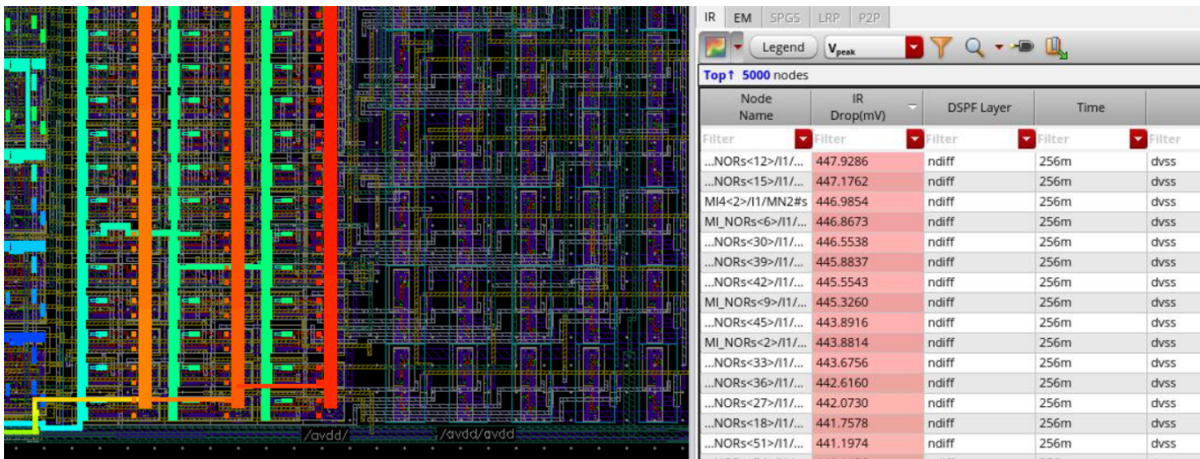 IR EM SPGS LRP P2P
Legend Vpeak
Top↑ 5000 nodes
Node Name IR Drop(mV) DSPF Layer Time
Filter Filter Filter Filter Filter
...NORs<12>/I1/... 447.9286 ndiff 256m dvss
...NORs<15>/I1/... 447.1762 ndiff 256m dvss
MI4<2>/I1/MN2#s 446.9854 ndiff 256m dvss
MI_NORs<6>/I1/... 446.8673 ndiff 256m dvss
...NORs<30>/I1/... 446.5538 ndiff 256m dvss
...NORs<39>/I1/... 445.8837 ndiff 256m dvss
...NORs<42>/I1/... 445.5543 ndiff 256m dvss
MI_NORs<9>/I1/... 445.3260 ndiff 256m dvss
...NORs<45>/I1/... 443.8916 ndiff 256m dvss
MI_NORs<2>/I1/... 443.8814 ndiff 256m dvss
...NORs<33>/I1/... 443.6756 ndiff 256m dvss
...NORs<36>/I1/... 442.6160 ndiff 256m dvss
...NORs<27>/I1/... 442.0730 ndiff 256m dvss
...NORs<18>/I1/... 441.7578 ndiff 256m dvss
...NORs<51>/I1/... 441.1974 ndiff 256m dvss
/avdd/ /avdd/avdd